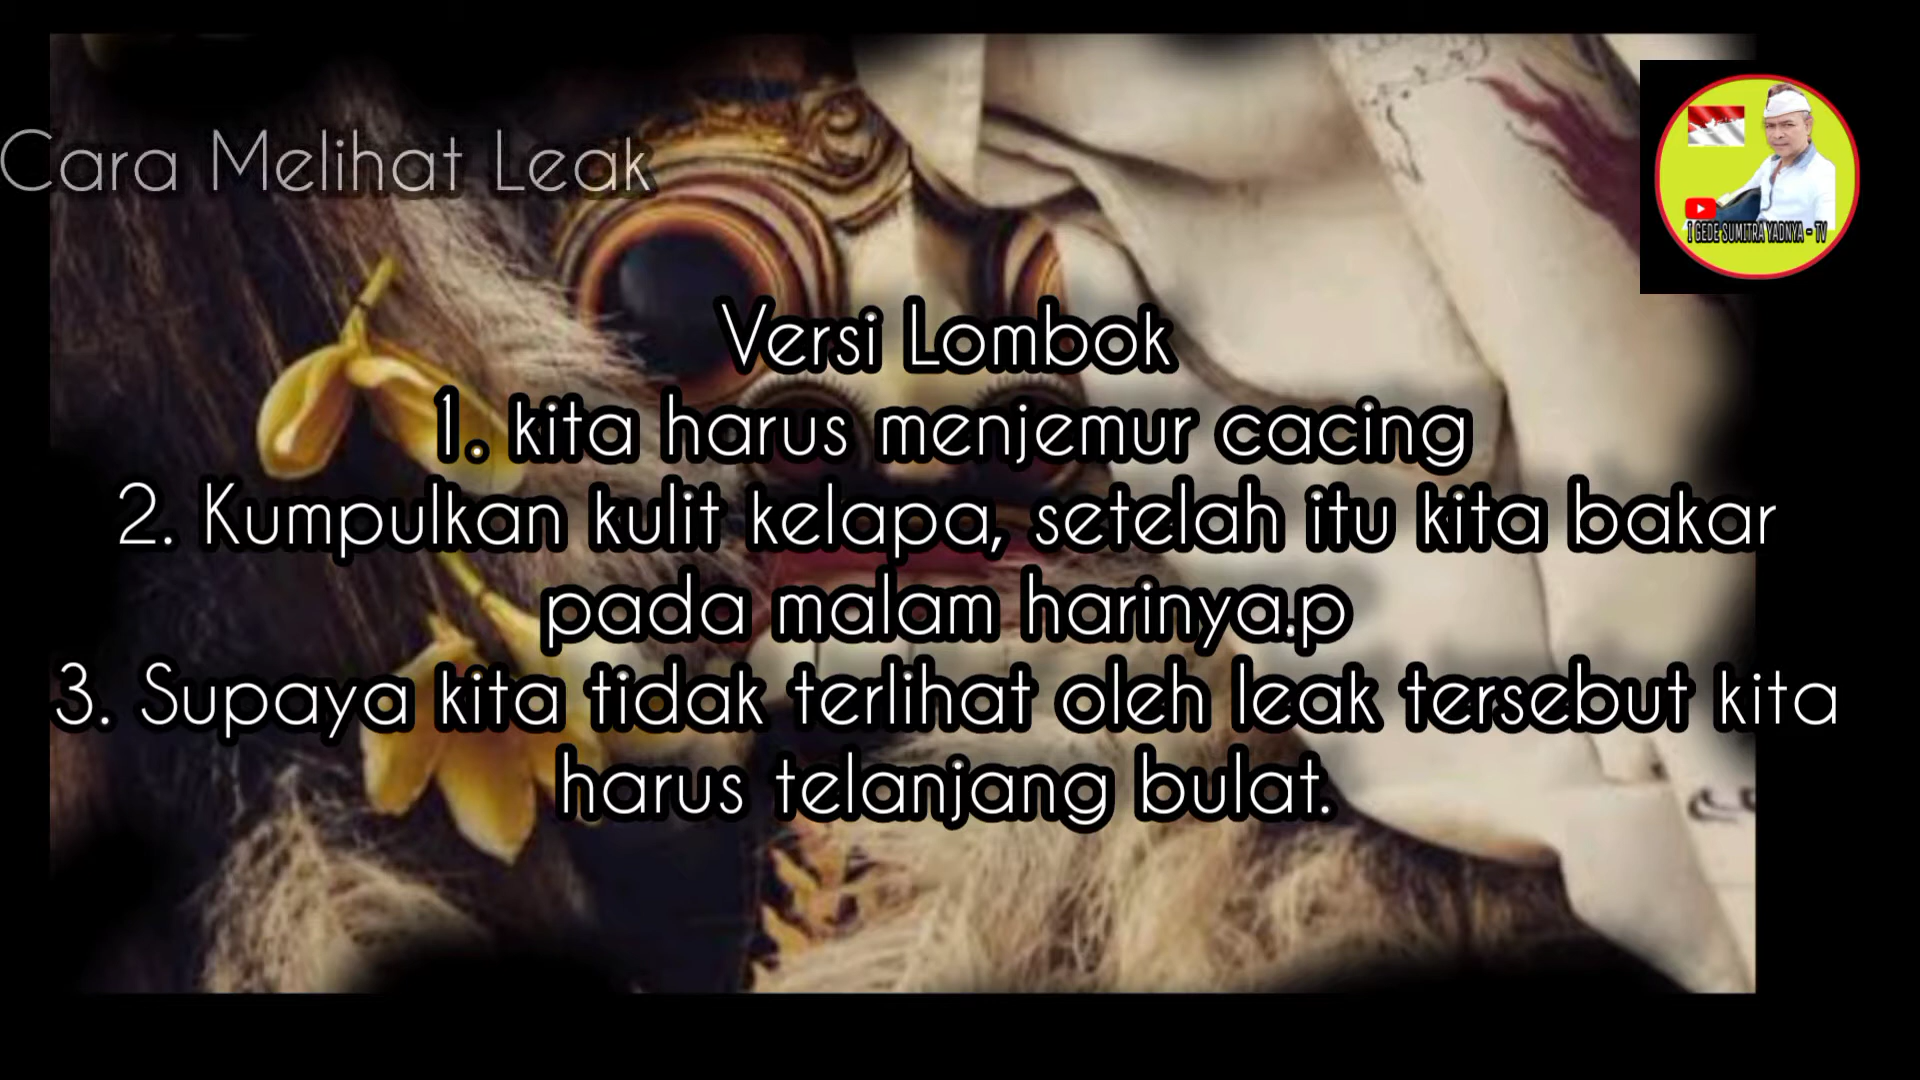 Cara Melihat Leak
I GEDE SUMITRA YADNYA - TV
Versi Lombok
1. kita harus menjemur cacing
2. Kumpulkan kulit kelapa, setelah itu kita bakar
pada malam harinya.p
3. Supaya kita tidak terlihat oleh leak tersebut kita
harus telanjang bulat.